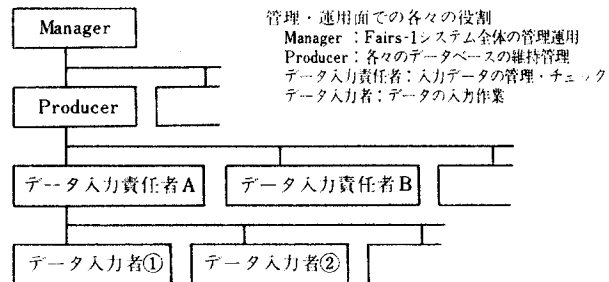 管理・運用面での各々の役割
Manager：Fairs-1システム全体の管理運用
Producer：各々のデータベースの維持管理
データ入力責任者：入力データの管理・チェック
データ入力者：データの入力作業
Manager
Producer
データ入力責任者A
データ入力責任者B
データ入力者①
データ入力者②